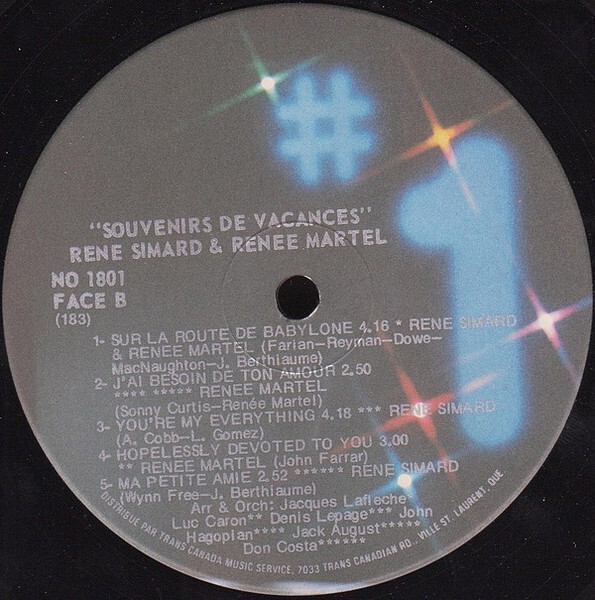 #1
"SOUVENIRS DE VACANCES"
RENE SIMARD & RENEE MARTEL
NO 1801
FACE B
(183)
1- SUR LA ROUTE DE BABYLONE 4.16 * RENE SIMARD
& RENEE MARTEL (Farian-Reyman-Dowe-
MacNaughton-J. Berthiaume)
2- J'AI BESOIN DE TON AMOUR 2.50
**** ***** RENEE MARTEL
(Sonny Curtis-Renée Martel)
3- YOU'RE MY EVERYTHING 4.18 *** RENE SIMARD
(A. Cobb-L. Gomez)
4- HOPELESSLY DEVOTED TO YOU 3.00
** RENEE MARTEL (John Farrar)
5- MA PETITE AMIE 2.52 ****** RENE SIMARD
(Wynn Free-J. Berthiaume)
Arr & Orch: Jacques Lafleche*
Luc Caron** Denis Lepage*** John
Hagopian**** Jack August*****
Don Costa******
DISTRIBUE PAR TRANS CANADA MUSIC SERVICE, 7033 TRANS CANADIAN RD., VILLE ST. LAURENT, QUE